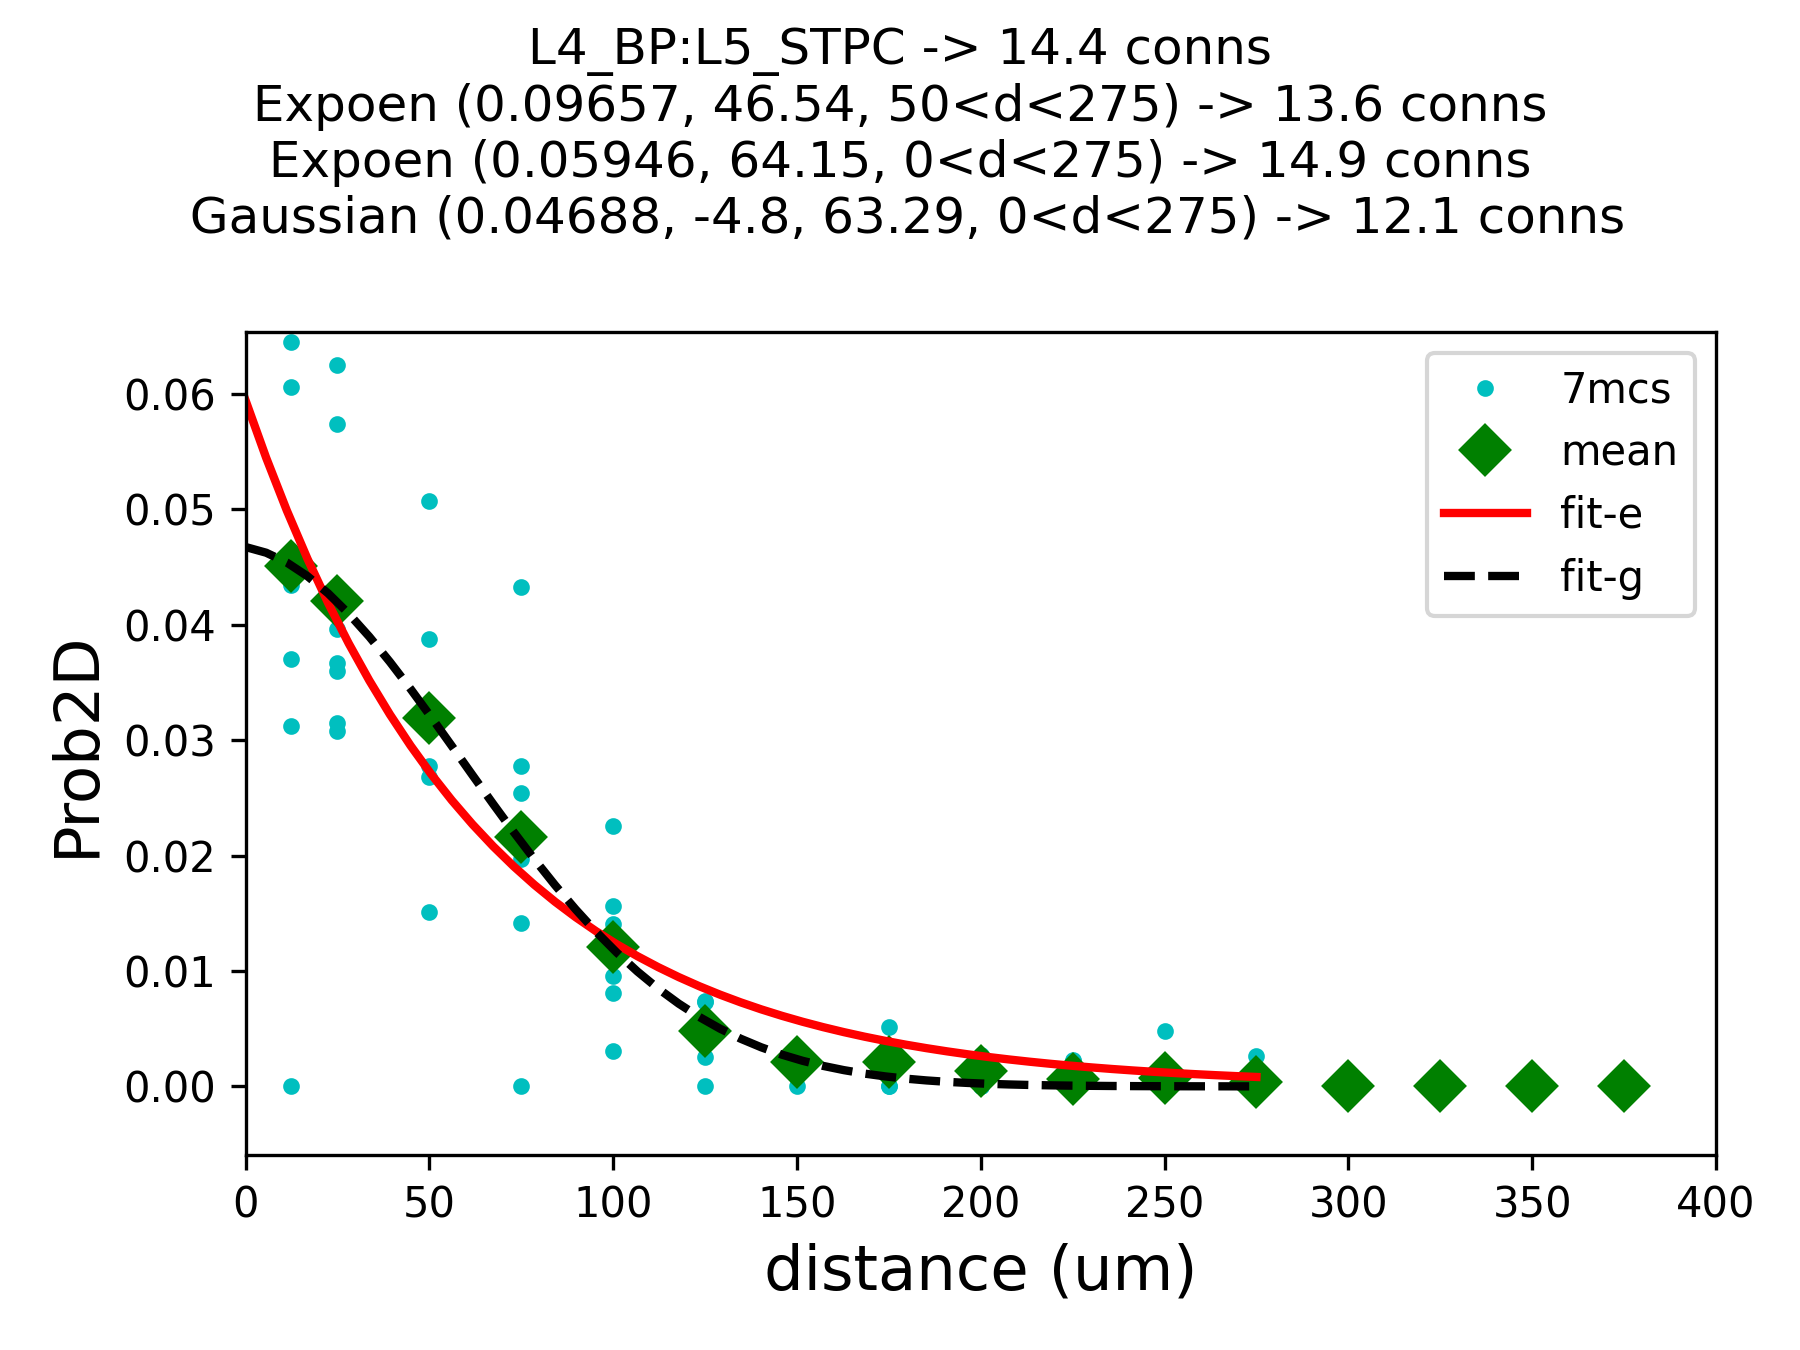 L4_BP:L5_STPC -> 14.4 conns
Expoen (0.09657, 46.54, 50<d<275) -> 13.6 conns
Expoen (0.05946, 64.15, 0<d<275) -> 14.9 conns
Gaussian (0.04688, -4.8, 63.29, 0<d<275) -> 12.1 conns
7mcs
mean
fit-e
fit-g
Prob2D
0.06
0.05
0.04
0.03
0.02
0.01
0.00
0 50 100 150 200 250 300 350 400
distance (um)